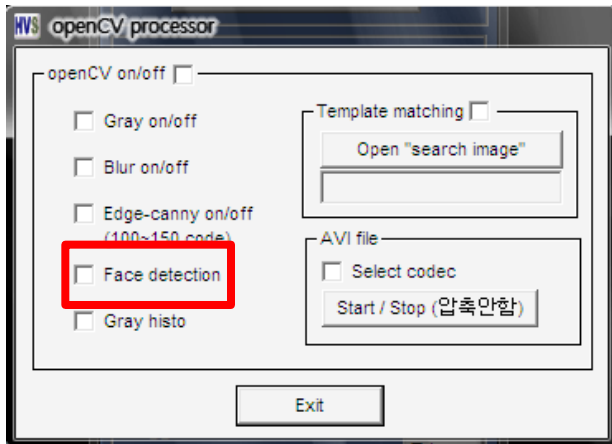 HVS openCV processor
openCV on/off
Gray on/off
Blur on/off
Edge-canny on/off
(100~150 code)
Face detection
Gray histo
Template matching
Open "search image"
AVI file
Select codec
Start / Stop (압축안함)
Exit